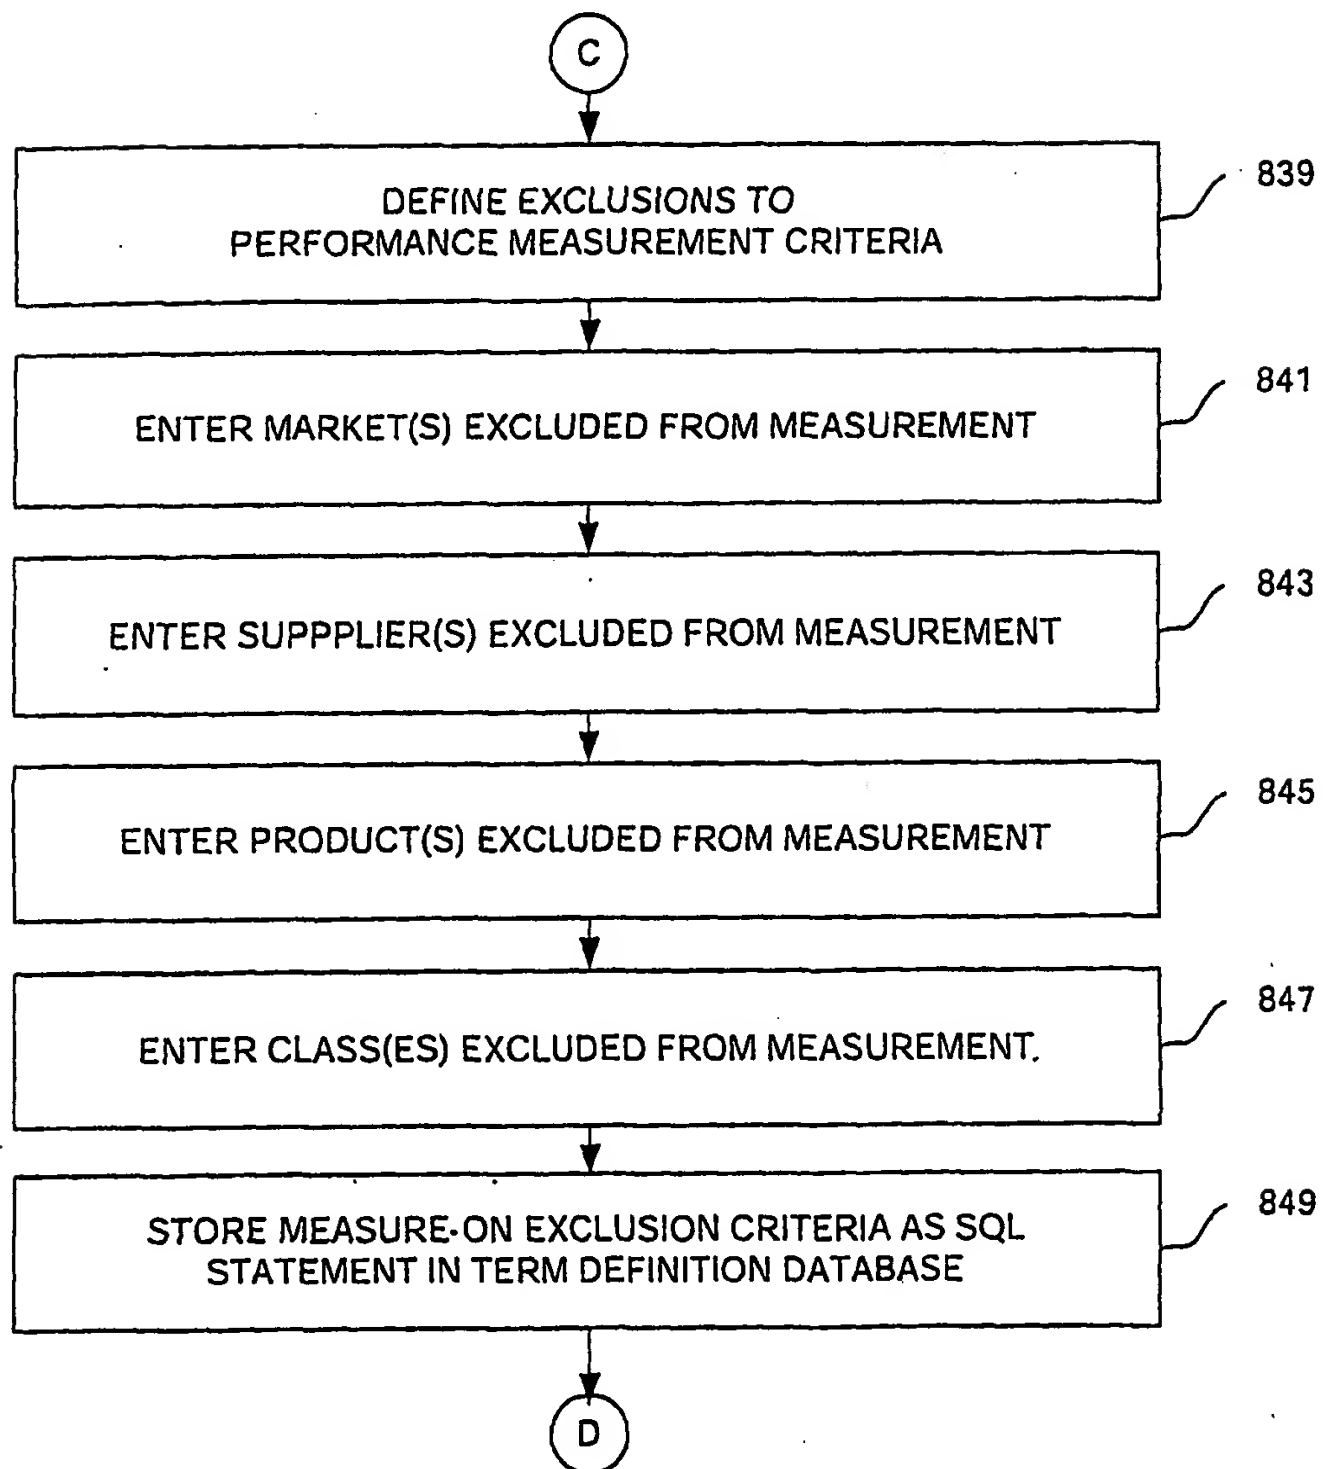 C
DEFINE EXCLUSIONS TO
PERFORMANCE MEASUREMENT CRITERIA
839
ENTER MARKET(S) EXCLUDED FROM MEASUREMENT
841
ENTER SUPPPLIER(S) EXCLUDED FROM MEASUREMENT
843
ENTER PRODUCT(S) EXCLUDED FROM MEASUREMENT
845
ENTER CLASS(ES) EXCLUDED FROM MEASUREMENT.
847
STORE MEASURE-ON EXCLUSION CRITERIA AS SQL
STATEMENT IN TERM DEFINITION DATABASE
849
D